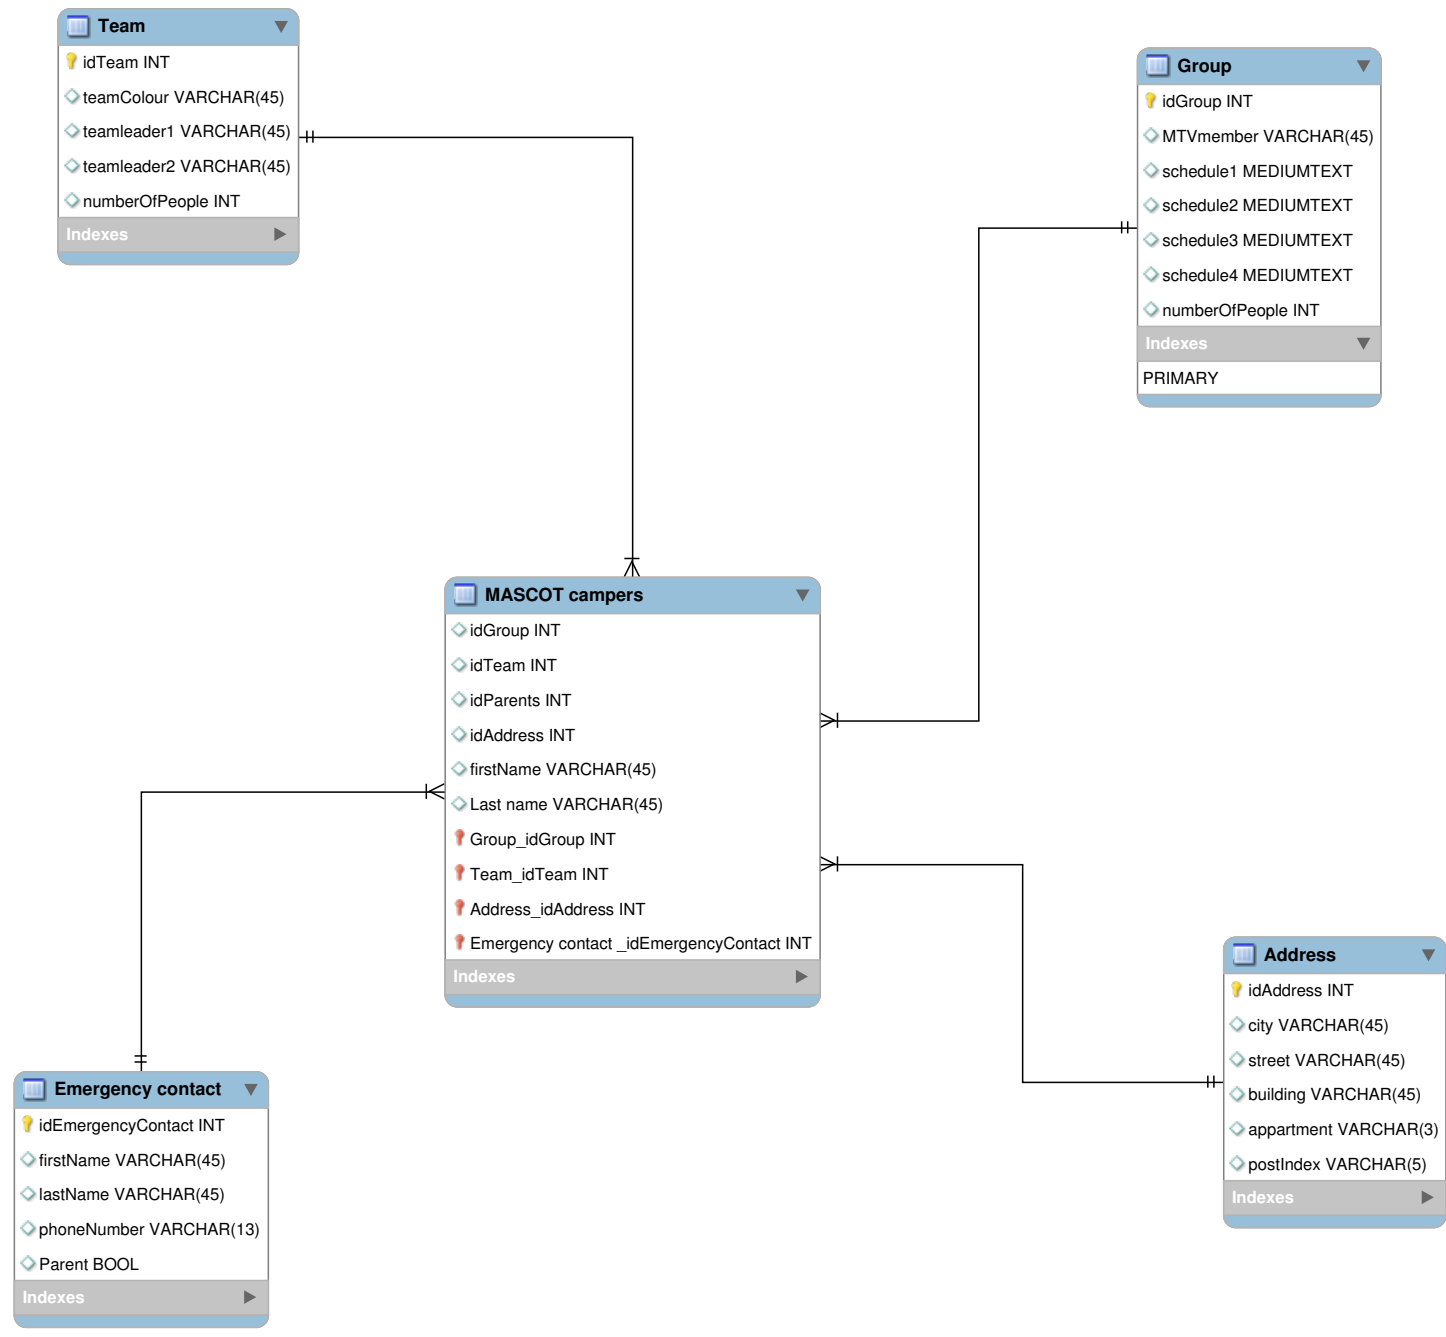 Team
idTeam INT
teamColour VARCHAR(45)
teamleader1 VARCHAR(45)
teamleader2 VARCHAR(45)
numberOfPeople INT
Indexes
Group
idGroup INT
MTVmember VARCHAR(45)
schedule1 MEDIUMTEXT
schedule2 MEDIUMTEXT
schedule3 MEDIUMTEXT
schedule4 MEDIUMTEXT
numberOfPeople INT
Indexes
PRIMARY
MASCOT campers
idGroup INT
idTeam INT
idParents INT
idAddress INT
firstName VARCHAR(45)
Last name VARCHAR(45)
Group_idGroup INT
Team_idTeam INT
Address_idAddress INT
Emergency contact _idEmergencyContact INT
Indexes
Address
idAddress INT
city VARCHAR(45)
street VARCHAR(45)
building VARCHAR(45)
appartment VARCHAR(3)
postIndex VARCHAR(5)
Indexes
Emergency contact
idEmergencyContact INT
firstName VARCHAR(45)
lastName VARCHAR(45)
phoneNumber VARCHAR(13)
Parent BOOL
Indexes